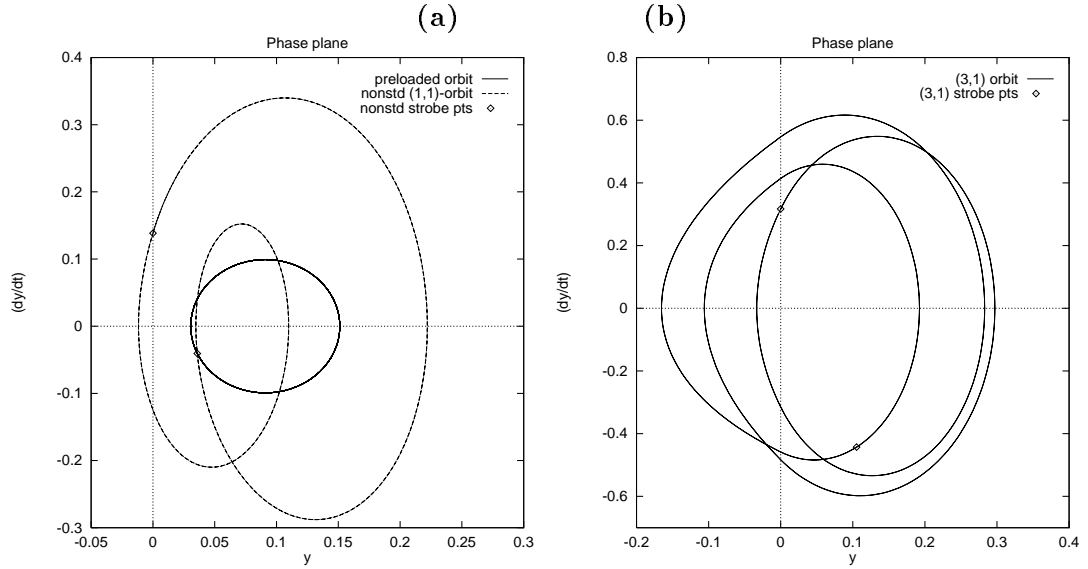 (a)
Phase plane
preloaded orbit
nonstd (1,1)-orbit
nonstd strobe pts
(dy/dt)
0.4
0.3
0.2
0.1
0
-0.1
-0.2
-0.3
-0.05
0
0.05
0.1
0.15
0.2
0.25
0.3
y
(b)
Phase plane
(3,1) orbit
(3,1) strobe pts
(dy/dt)
0.8
0.6
0.4
0.2
0
-0.2
-0.4
-0.6
-0.2
-0.1
0
0.1
0.2
0.3
0.4
y